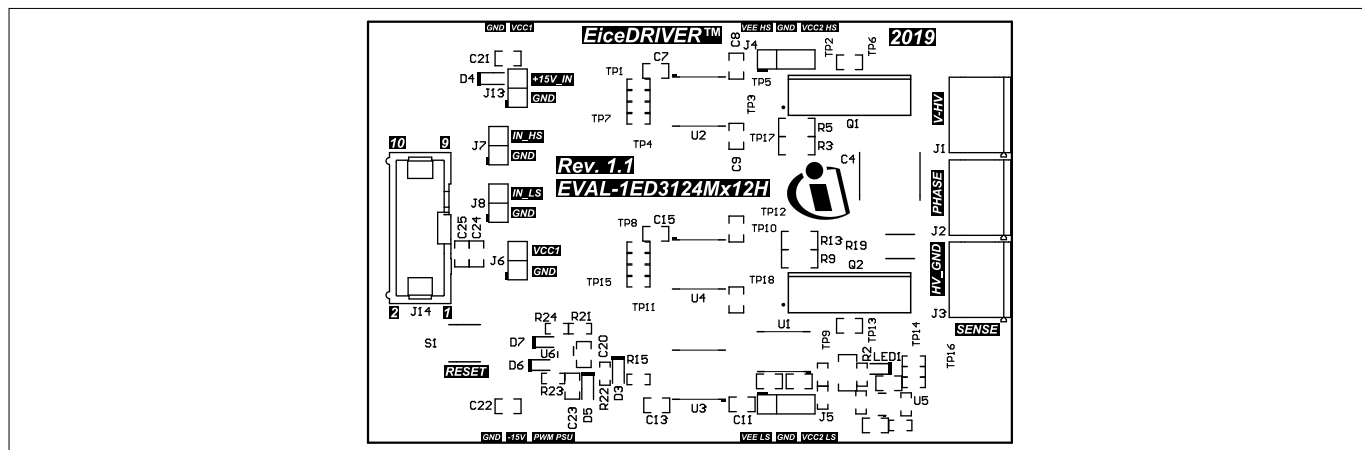 GND VCC1
EiceDRIVER™
VEE HS GND VCC2 HS
2019
C21
D4
J13
+15V_IN
GND
TP1
C7
C8
J4
TP2
TP6
TP5
TP3
TP7
TP4
U2
C9
TP17
R5
R3
Q1
V-HV
J1
10 9
J7
IN_HS
GND
Rev. 1.1
EVAL-1ED3124Mx12H
C4
PHASE
J8
IN_LS
GND
J2
C25
C24
J6
VCC1
GND
TP8
C15
TP12
TP10
R13
R9
R19
TP15
TP11
U4
TP18
Q2
HV_GND
J3
SENSE
2 1
J14
S1
RESET
R24
R21
D7
U6
D6
R23
C20
R15
D3
R22
D5
C23
U1
TP9
TP13
R2
LED1
TP14
TP16
C22
C13
U3
C11
J5
U5
GND -15V PWM PSU
VEE LS GND VCC2 LS